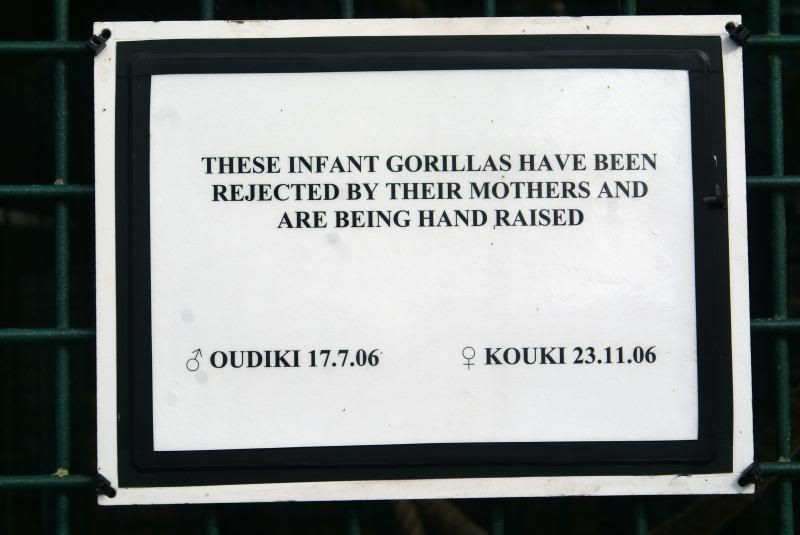 THESE INFANT GORILLAS HAVE BEEN
REJECTED BY THEIR MOTHERS AND
ARE BEING HAND RAISED
♂ OUDIKI 17.7.06 ♀ KOUKI 23.11.06